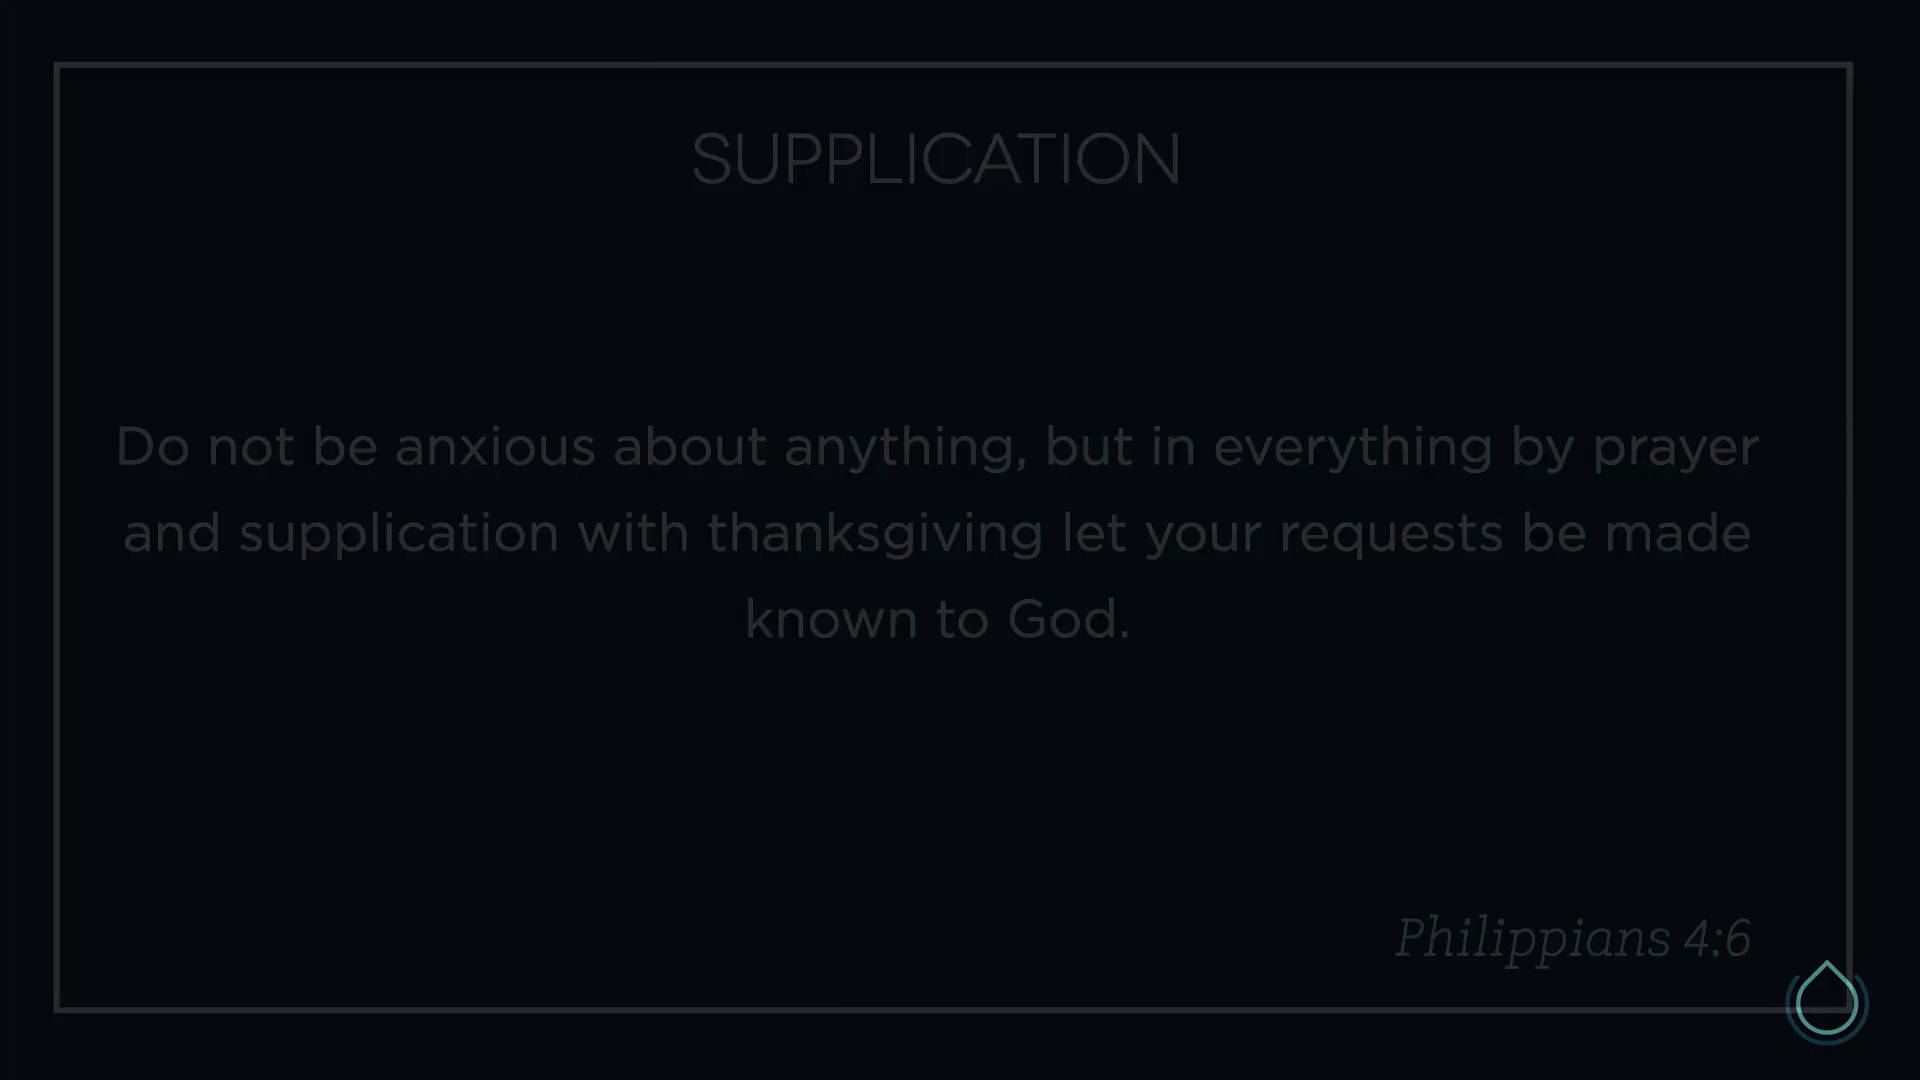 SUPPLICATION
Do not be anxious about anything, but in everything by prayer
and supplication with thanksgiving let your requests be made
known to God.
Philippians 4:6